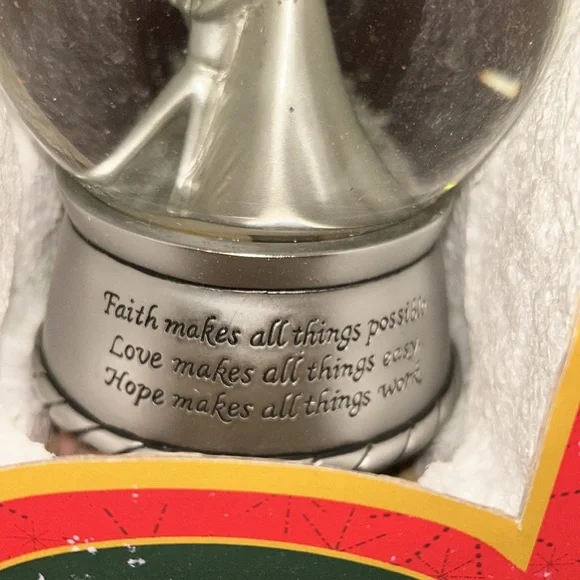 Faith makes all things possible
Love makes all things easy
Hope makes all things work